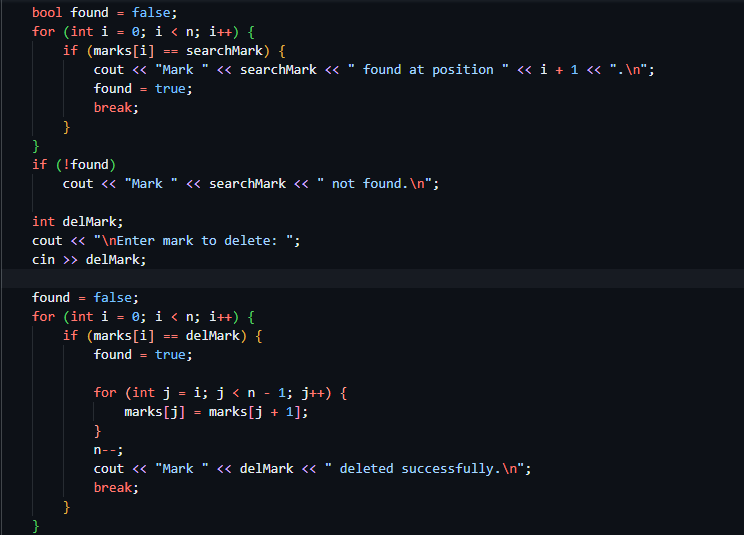 bool found = false;
for (int i = 0; i < n; i++) {
if (marks[i] == searchMark) {
cout << "Mark " << searchMark << " found at position " << i + 1 << ".\n";
found = true;
break;
}
}
if (!found)
cout << "Mark " << searchMark << " not found.\n";
int delMark;
cout << "\nEnter mark to delete: ";
cin >> delMark;
found = false;
for (int i = 0; i < n; i++) {
if (marks[i] == delMark) {
found = true;
for (int j = i; j < n - 1; j++) {
marks[j] = marks[j + 1];
}
n--;
cout << "Mark " << delMark << " deleted successfully.\n";
break;
}
}